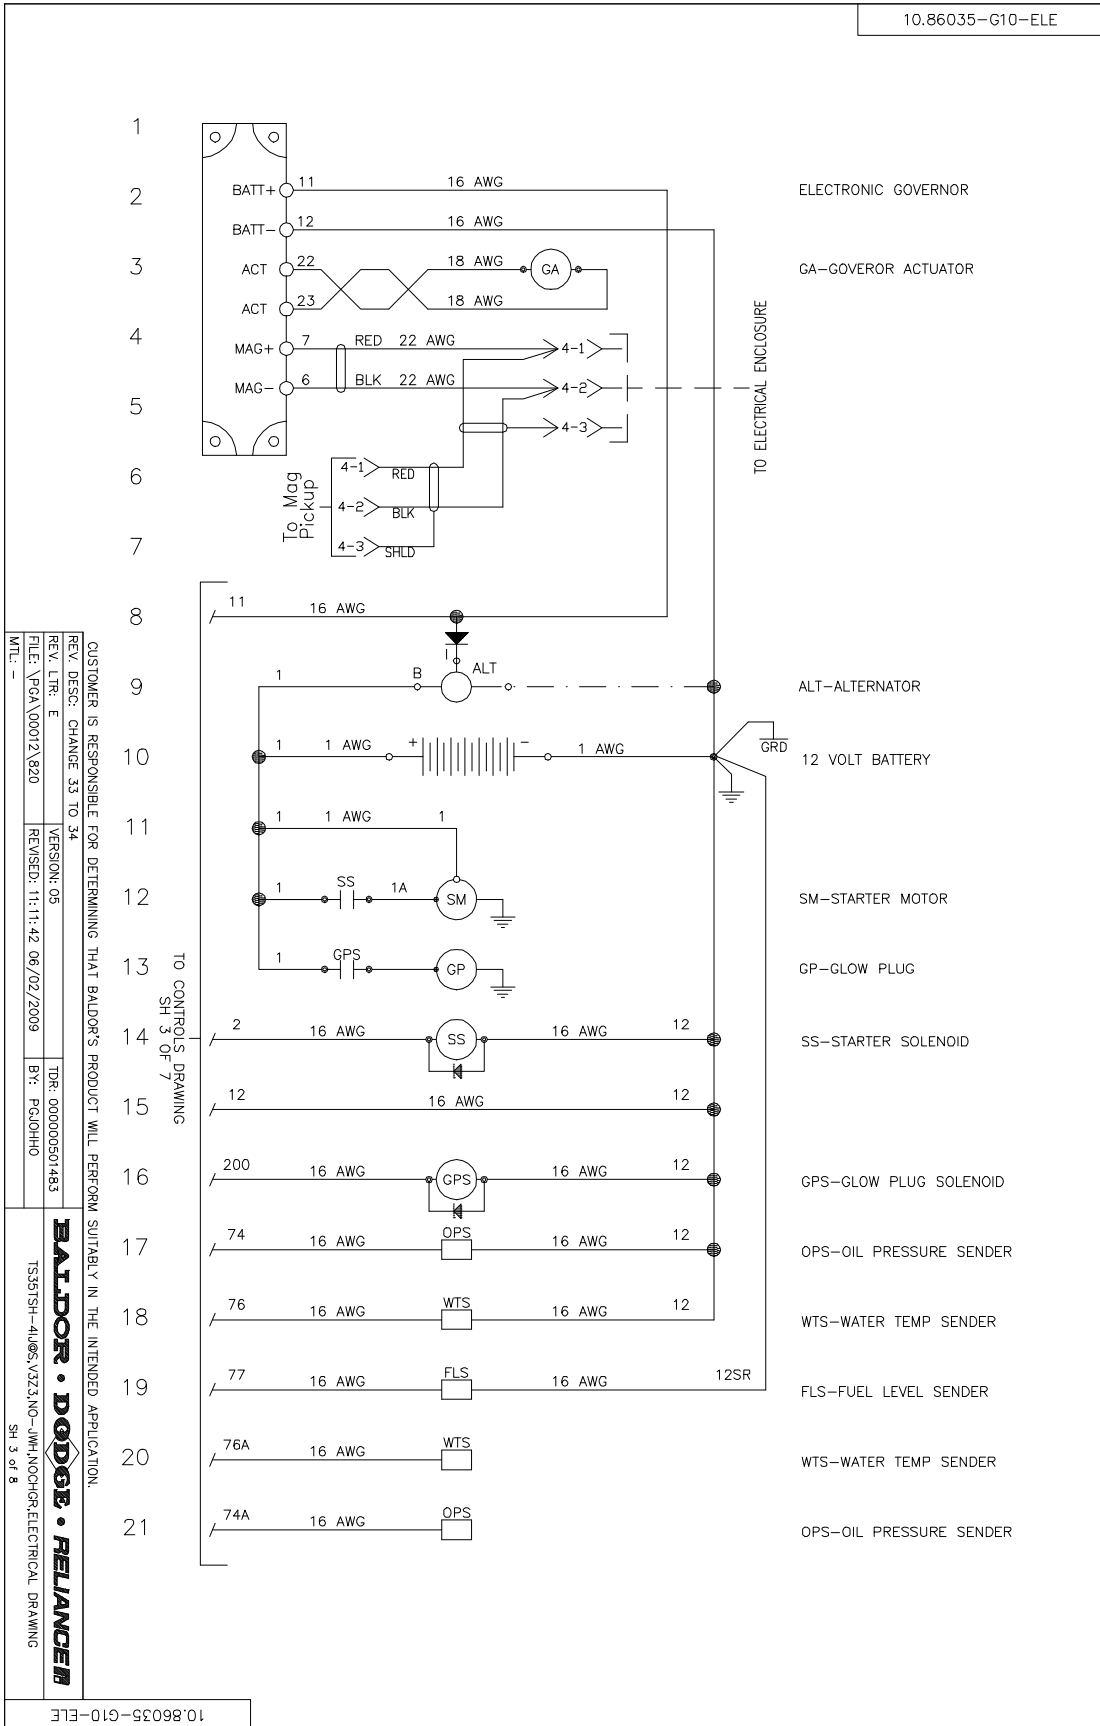 10.86035-G10-ELE
1
2 BATT+ 11 16 AWG ELECTRONIC GOVERNOR
BATT- 12 16 AWG
3 ACT 22 18 AWG GA GA-GOVEROR ACTUATOR
ACT 23 18 AWG
4 MAG+ 7 RED 22 AWG 4-1
MAG- 6 BLK 22 AWG 4-2
5 4-3
TO ELECTRICAL ENCLOSURE
6 4-1 RED
4-2 BLK
7 4-3 SHLD
To Mag
Pickup
8 11 16 AWG
9 1 B I ALT ALT-ALTERNATOR
10 1 1 AWG + - 1 AWG GRD 12 VOLT BATTERY
11 1 1 AWG 1
12 1 SS 1A SM SM-STARTER MOTOR
13 1 GPS GP GP-GLOW PLUG
TO CONTROLS DRAWING
SH 3 OF 7
14 2 16 AWG SS 16 AWG 12 SS-STARTER SOLENOID
15 12 16 AWG 12
16 200 16 AWG GPS 16 AWG 12 GPS-GLOW PLUG SOLENOID
17 74 16 AWG OPS 16 AWG 12 OPS-OIL PRESSURE SENDER
18 76 16 AWG WTS 16 AWG 12 WTS-WATER TEMP SENDER
19 77 16 AWG FLS 16 AWG 12SR FLS-FUEL LEVEL SENDER
20 76A 16 AWG WTS WTS-WATER TEMP SENDER
21 74A 16 AWG OPS OPS-OIL PRESSURE SENDER
CUSTOMER IS RESPONSIBLE FOR DETERMINING THAT BALDOR'S PRODUCT WILL PERFORM SUITABLY IN THE INTENDED APPLICATION.
REV. DESC: CHANGE 33 TO 34
REV. LTR: E VERSION: 05 TDR: 000000501483
FILE: \PGA\00012\820 REVISED: 11:11:42 06/02/2009 BY: PGJOHHO
MTL: -
BALDOR • DODGE • RELIANCE
TS35TSH-4IJ@S,V3Z3,NO-JWH,NOCHGR,ELECTRICAL DRAWING
SH 3 of 8
10.86035-G10-ELE